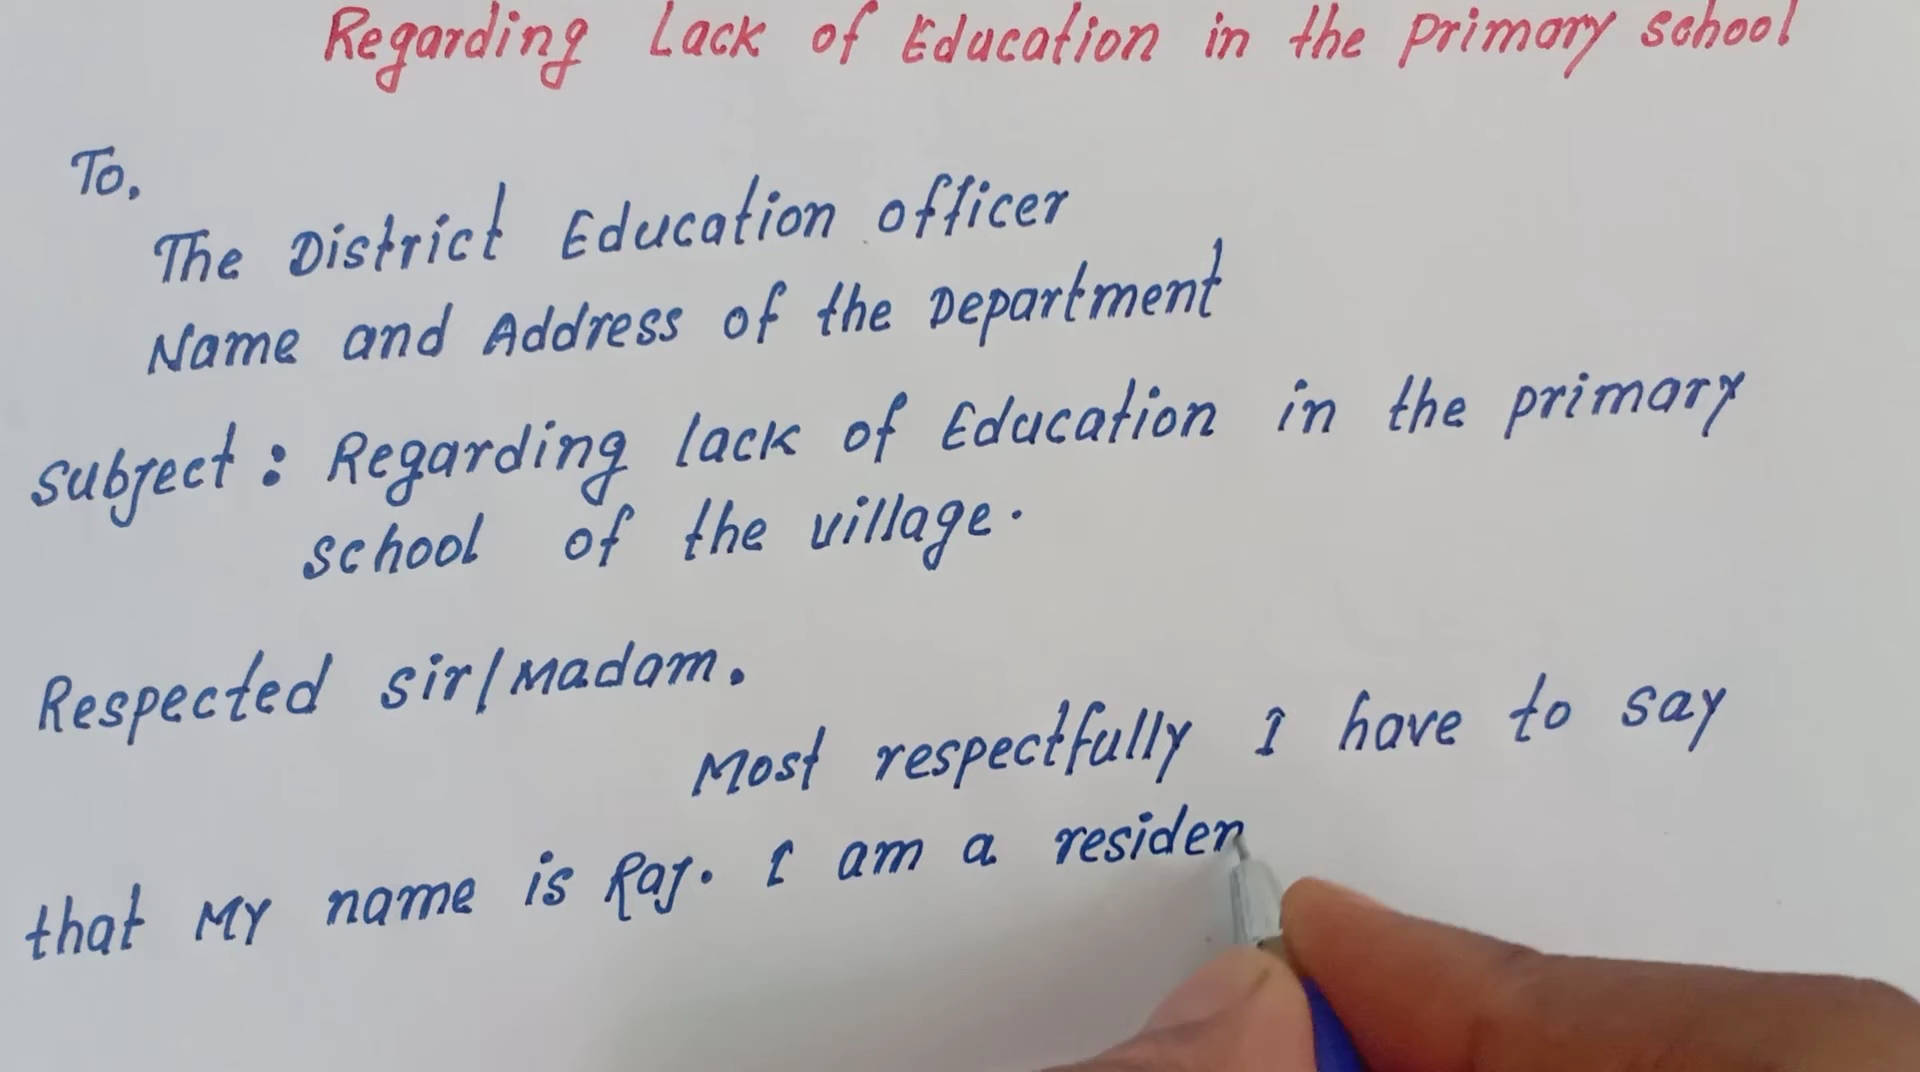 Regarding Lack of Education in the primary school
To,
The District Education officer
Name and Address of the Department
Subject : Regarding lack of Education in the primary
school of the village.
Respected sir/Madam.
Most respectfully I have to say
that My name is Raj. I am a residen